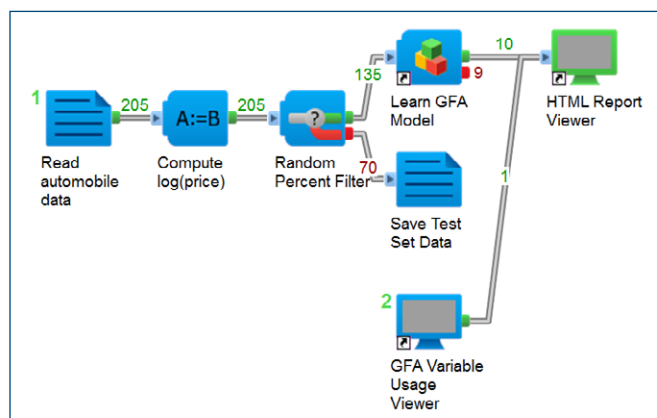 1
205
A:=B
205
?
135
10
9
70
1
2
Read
automobile
data
Compute
log(price)
Random
Percent Filter
Learn GFA
Model
HTML Report
Viewer
Save Test
Set Data
GFA Variable
Usage
Viewer